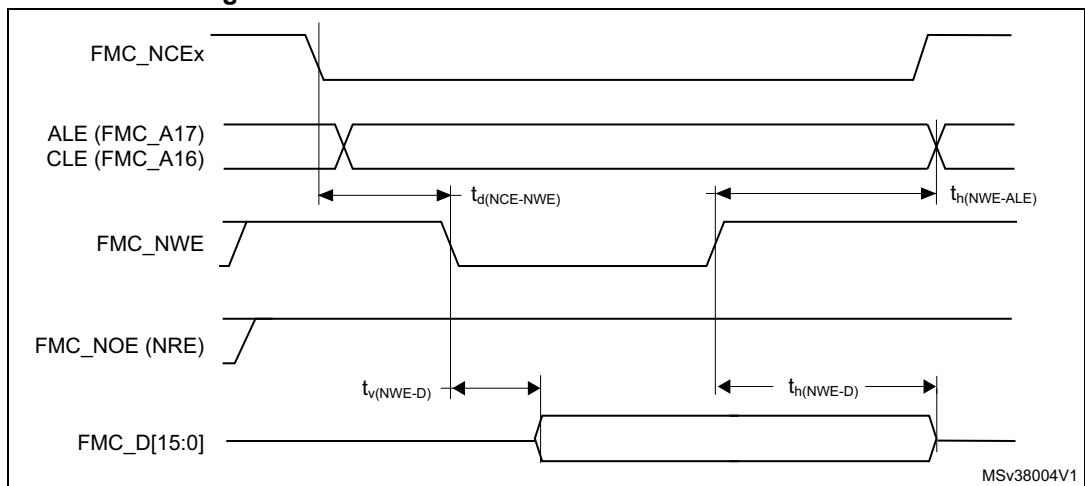 FMC_NCEx
ALE (FMC_A17)
CLE (FMC_A16)
td(NCE-NWE)
th(NWE-ALE)
FMC_NWE
FMC_NOE (NRE)
tv(NWE-D)
th(NWE-D)
FMC_D[15:0]
MSv38004V1